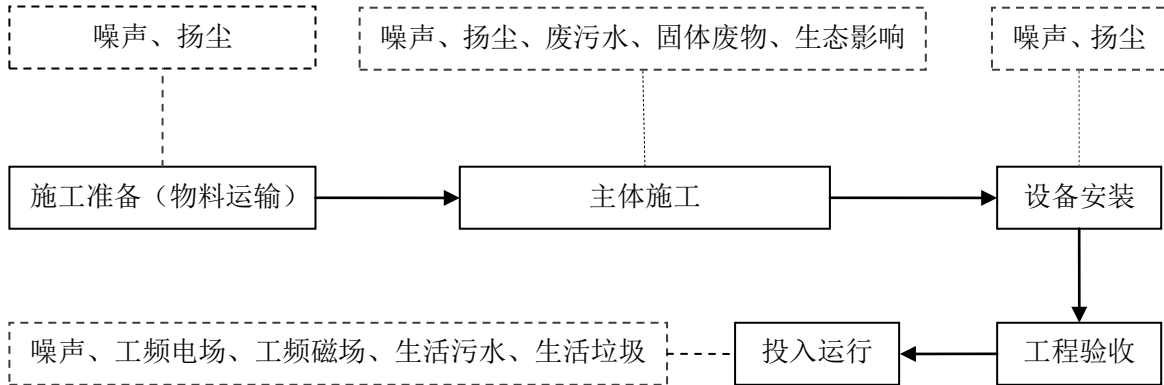 噪声、扬尘
噪声、扬尘、废污水、固体废物、生态影响
噪声、扬尘
施工准备（物料运输）
主体施工
设备安装
噪声、工频电场、工频磁场、生活污水、生活垃圾
投入运行
工程验收